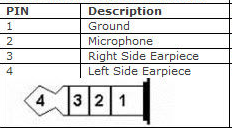 PIN Description
1 Ground
2 Microphone
3 Right Side Earpiece
4 Left Side Earpiece
4 3 2 1